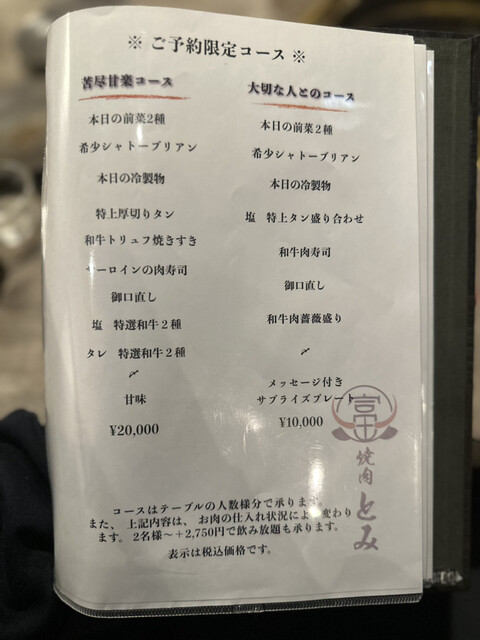 ※ ご予約限定コース ※
苦尽甘楽コース
本日の前菜2種
希少シャトーブリアン
本日の冷製物
特上厚切りタン
和牛トリュフ焼きすき
サーロインの肉寿司
御口直し
塩 特選和牛２種
タレ 特選和牛２種
〆
甘味
¥20,000
大切な人とのコース
本日の前菜２種
希少シャトーブリアン
本日の冷製物
塩 特上タン盛り合わせ
和牛肉寿司
御口直し
和牛肉薔薇盛り
〆
メッセージ付き
サプライズプレート
¥10,000
コースはテーブルの人数様分で承ります。
また、 上記内容は、 お肉の仕入れ状況により変わり
ます。 2名様〜＋2,750円で飲み放題も承ります。
表示は税込価格です。
富
焼肉とみ